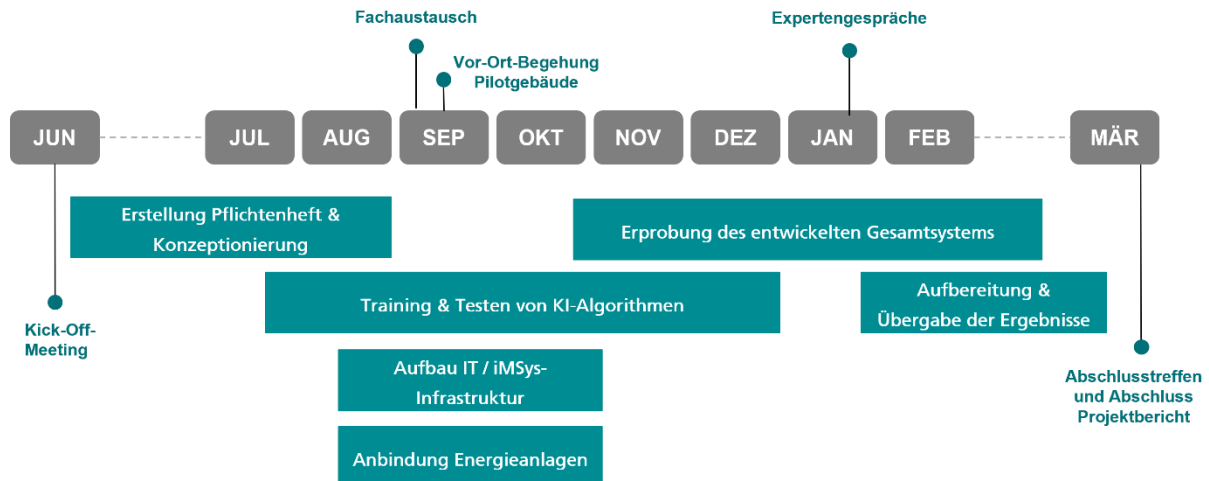 Fachaustausch
Expertengespräche
Vor-Ort-Begehung
Pilotgebäude
JUN
JUL
AUG
SEP
OKT
NOV
DEZ
JAN
FEB
MÄR
Erstellung Pflichtenheft &
Konzeptionierung
Erprobung des entwickelten Gesamtsystems
Training & Testen von KI-Algorithmen
Aufbereitung &
Übergabe der Ergebnisse
Kick-Off-
Meeting
Aufbau IT / iMSys-
Infrastruktur
Abschlusstreffen
und Abschluss
Projektbericht
Anbindung Energieanlagen